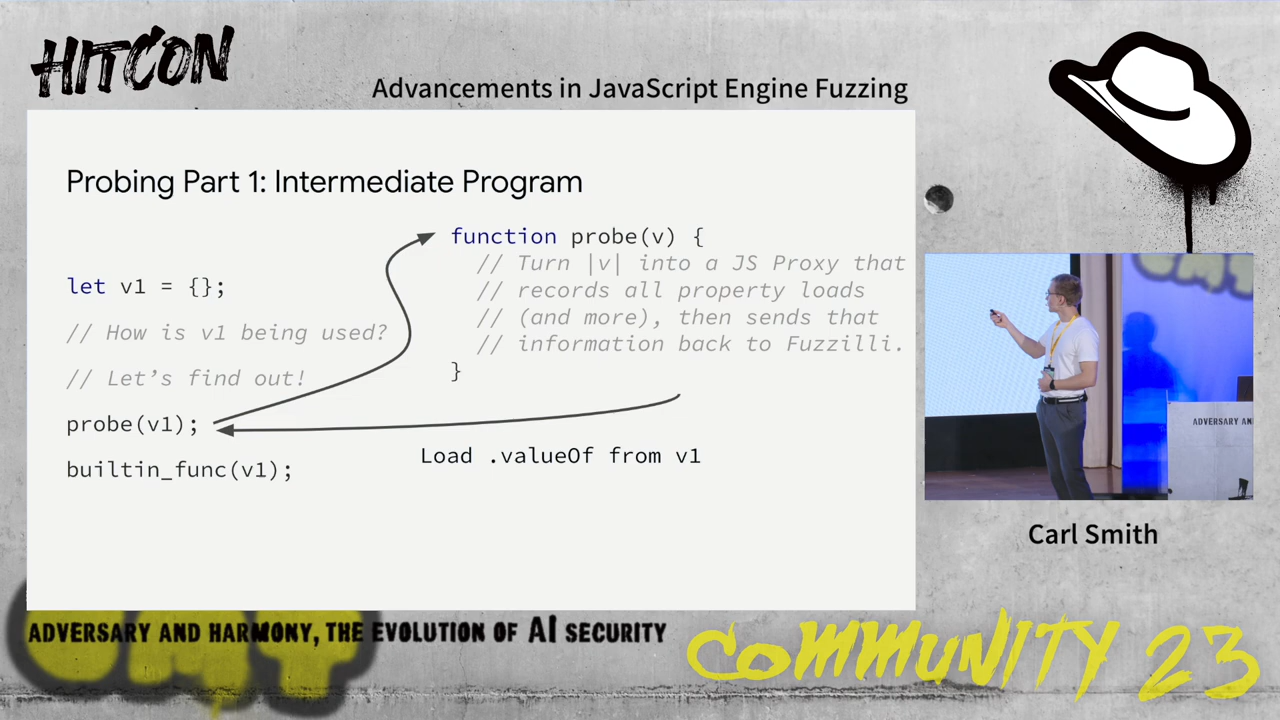 HITCON
Advancements in JavaScript Engine Fuzzing
Probing Part 1: Intermediate Program
let v1 = {};
// How is v1 being used?
// Let’s find out!
probe(v1);
builtin_func(v1);
function probe(v) {
// Turn |v| into a JS Proxy that
// records all property loads
// (and more), then sends that
// information back to Fuzzilli.
}
Load .valueOf from v1
ADVERSARY AN
Carl Smith
CMT
ADVERSARY AND HARMONY, THE EVOLUTION OF AI SECURITY
COMMUNITY 23